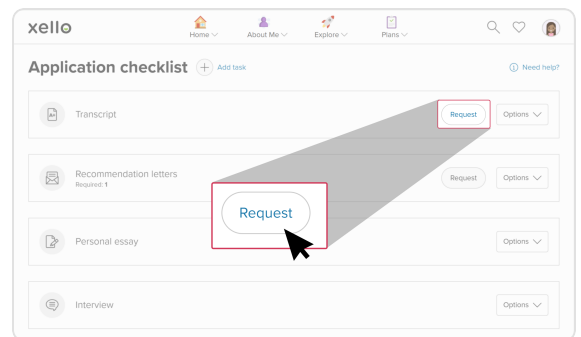 xello
Home
About Me
Explore
Plans
Application checklist
Add task
Need help?
A+
Transcript
Request
Options
Recommendation letters
Required: 1
Request
Options
Request
Personal essay
Options
Interview
Options